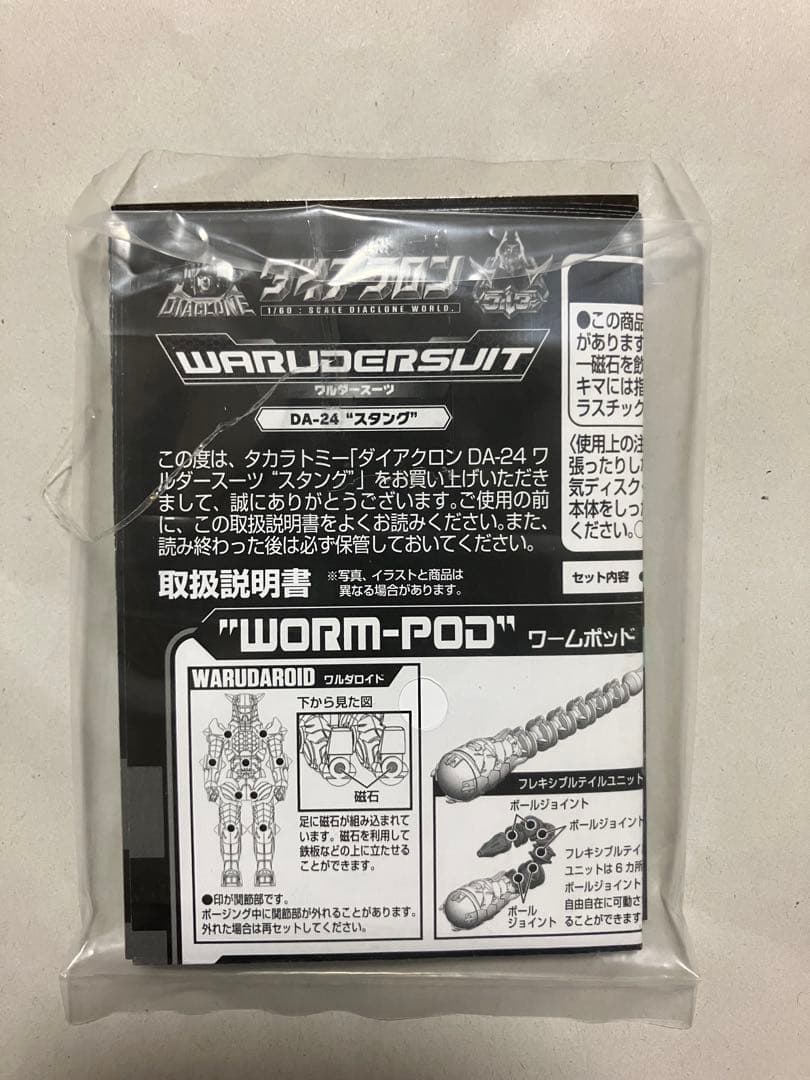 DIACLONE
ダイアクロン
ワルダー
1/60 : SCALE DIACLONE WORLD.
WARUDERSUIT
ワルダースーツ
DA-24 “スタング”
この度は、タカラトミー「ダイアクロン DA-24 ワ
ルダースーツ “スタング”」をお買い上げいただき
まして、誠にありがとうございます。ご使用の前
に、この取扱説明書をよくお読みください。また、
読み終わった後は必ず保管しておいてください。
取扱説明書
※写真、イラストと商品は
異なる場合があります。
●この商品
があります
一磁石を飲
キマには指
ラスチック
〈使用上の注
張ったりし
気ディスク
本体をしっ
ください。
セット内容
"WORM-POD" ワームポッド
WARUDAROID ワルダロイド
下から見た図
磁石
足に磁石が組み込まれて
います。磁石を利用して
鉄板などの上に立たせる
ことができます。
●印が関節部です。
ポージング中に関節部が外れることがあります。
外れた場合は再セットしてください。
フレキシブルテイルユニット
ボールジョイント
ボールジョイント
フレキシブルテイ
ユニットは6カ所
ボールジョイント
自由自在に可動さ
ることができます
ボール
ジョイント